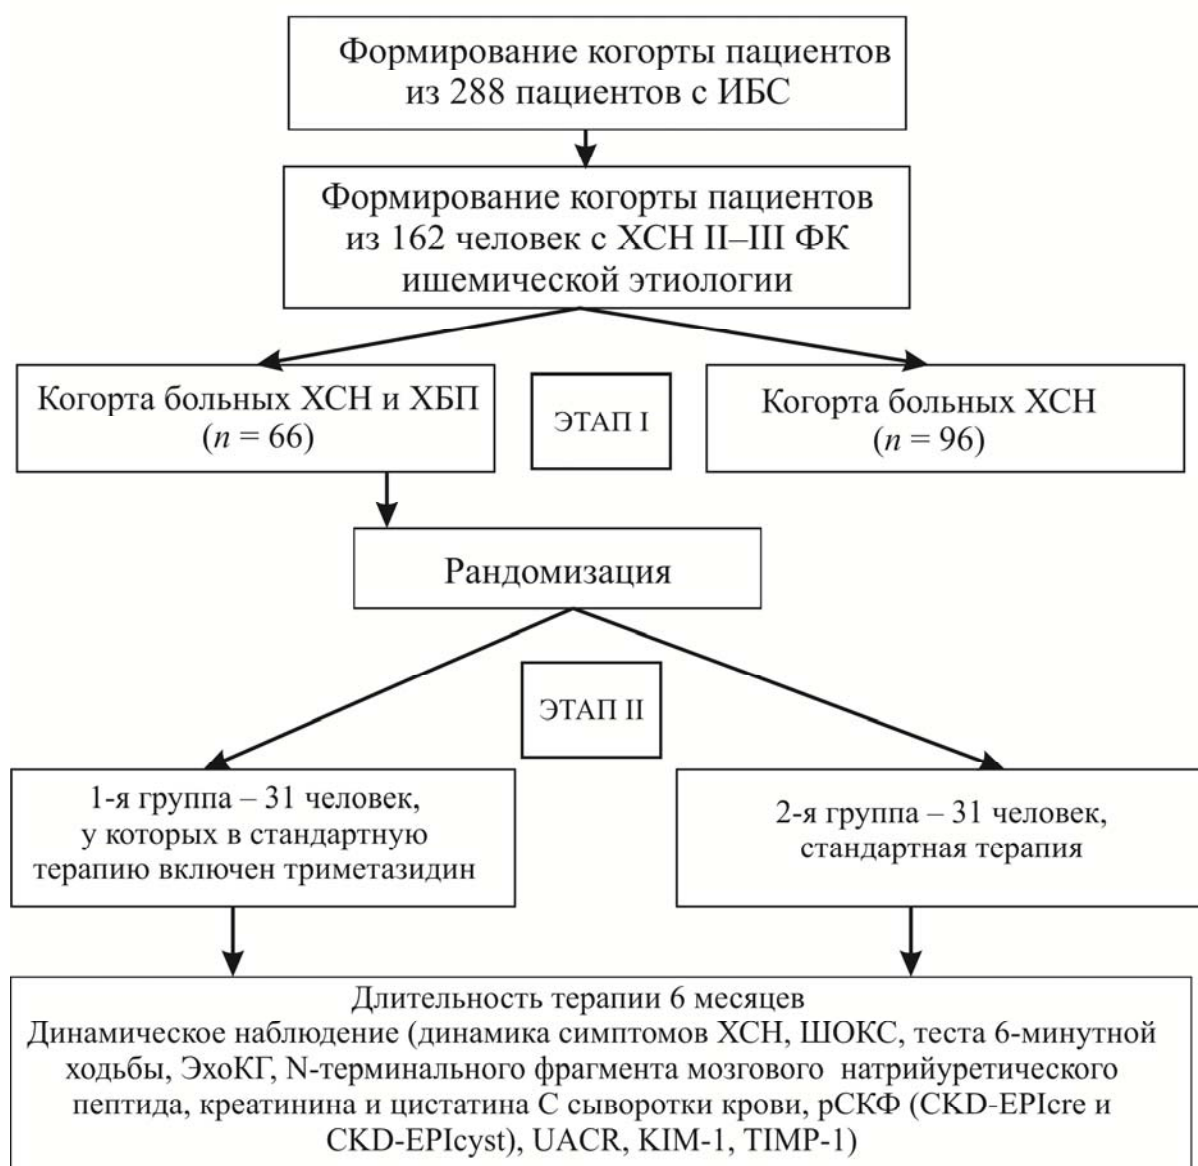 Формирование когорты пациентов
из 288 пациентов с ИБС
Формирование когорты пациентов
из 162 человек с ХСН II–III ФК
ишемической этиологии
Когорта больных ХСН и ХБП
(n = 66)
ЭТАП I
Когорта больных ХСН
(n = 96)
Рандомизация
ЭТАП II
1-я группа – 31 человек,
у которых в стандартную
терапию включен триметазидин
2-я группа – 31 человек,
стандартная терапия
Длительность терапии 6 месяцев
Динамическое наблюдение (динамика симптомов ХСН, ШОКС, теста 6-минутной
ходьбы, ЭхоКГ, N-терминального фрагмента мозгового натрийуретического
пептида, креатинина и цистатина С сыворотки крови, рСКФ (CKD-EPIcre и
CKD-EPIcyst), UACR, KIM-1, TIMP-1)